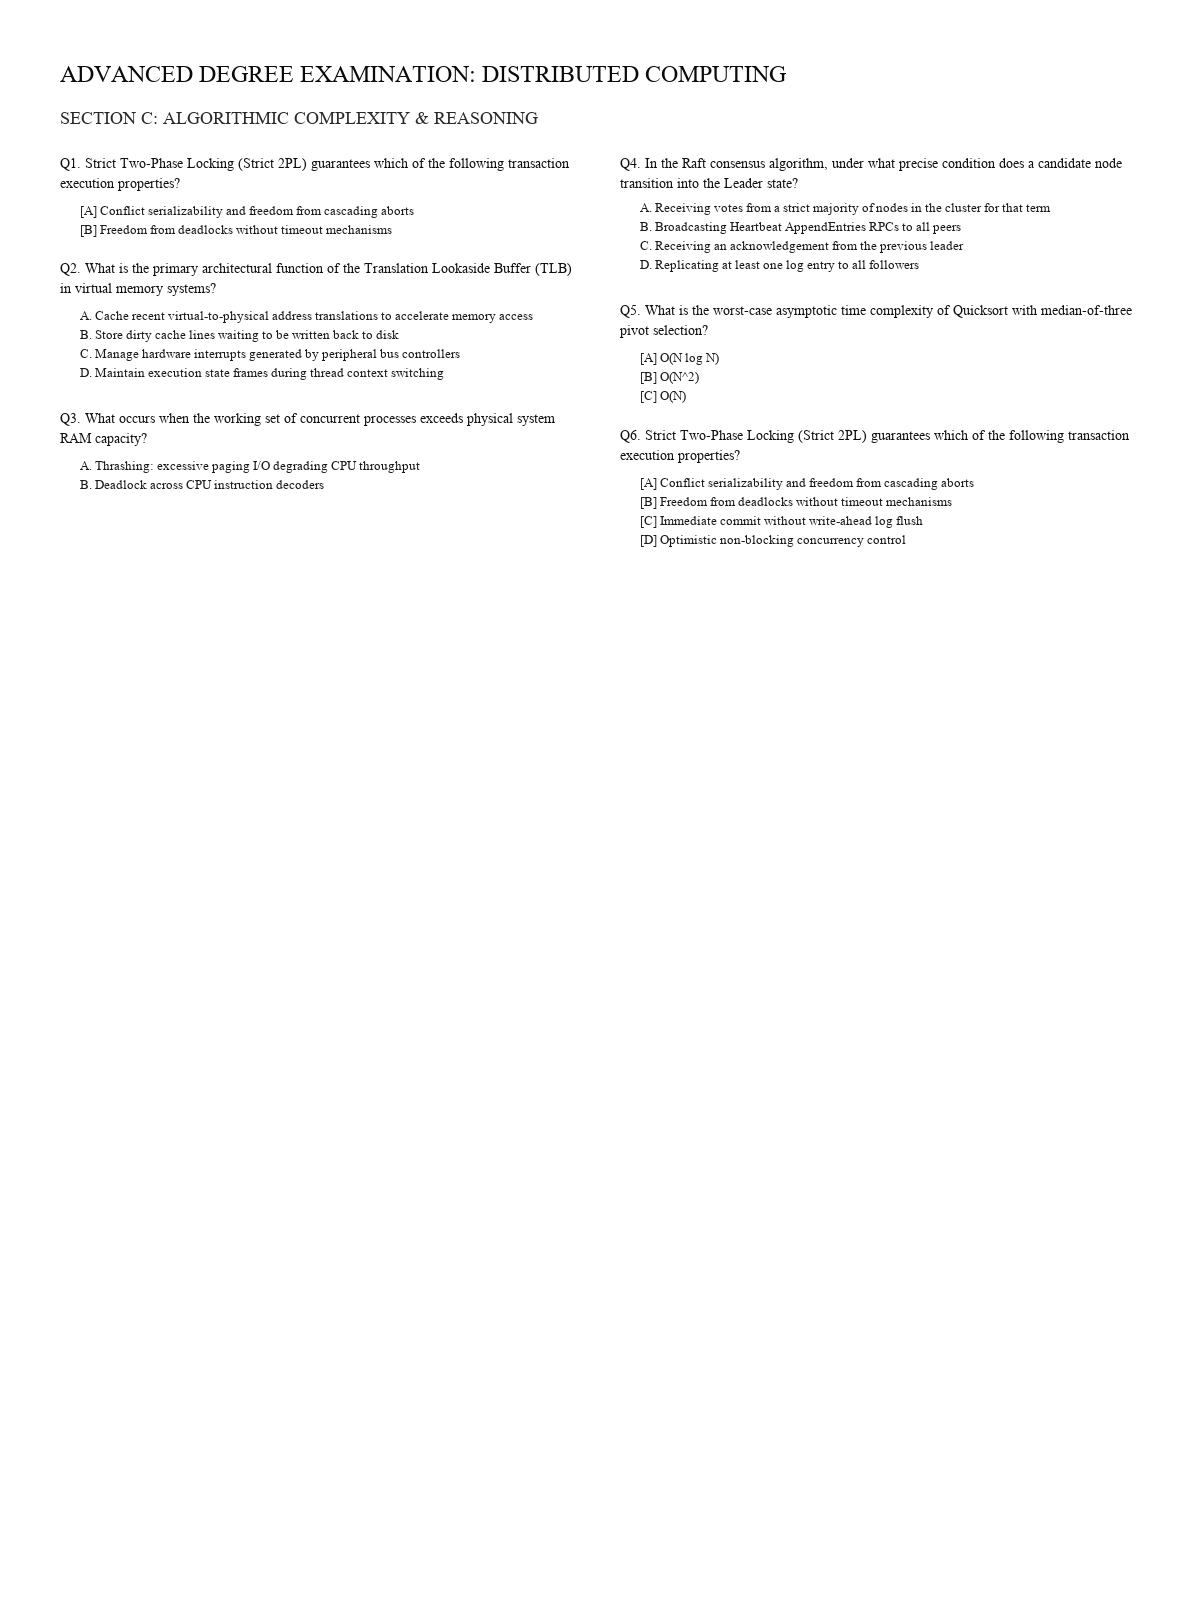 ADVANCED DEGREE EXAMINATION: DISTRIBUTED COMPUTING
SECTION C: ALGORITHMIC COMPLEXITY & REASONING
Q1. Strict Two-Phase Locking (Strict 2PL) guarantees which of the following transaction
execution properties?
[A] Conflict serializability and freedom from cascading aborts
[B] Freedom from deadlocks without timeout mechanisms
Q2. What is the primary architectural function of the Translation Lookaside Buffer (TLB)
in virtual memory systems?
A. Cache recent virtual-to-physical address translations to accelerate memory access
B. Store dirty cache lines waiting to be written back to disk
C. Manage hardware interrupts generated by peripheral bus controllers
D. Maintain execution state frames during thread context switching
Q3. What occurs when the working set of concurrent processes exceeds physical system
RAM capacity?
A. Thrashing: excessive paging I/O degrading CPU throughput
B. Deadlock across CPU instruction decoders
Q4. In the Raft consensus algorithm, under what precise condition does a candidate node
transition into the Leader state?
A. Receiving votes from a strict majority of nodes in the cluster for that term
B. Broadcasting Heartbeat AppendEntries RPCs to all peers
C. Receiving an acknowledgement from the previous leader
D. Replicating at least one log entry to all followers
Q5. What is the worst-case asymptotic time complexity of Quicksort with median-of-three
pivot selection?
[A] O(N log N)
[B] O(N^2)
[C] O(N)
Q6. Strict Two-Phase Locking (Strict 2PL) guarantees which of the following transaction
execution properties?
[A] Conflict serializability and freedom from cascading aborts
[B] Freedom from deadlocks without timeout mechanisms
[C] Immediate commit without write-ahead log flush
[D] Optimistic non-blocking concurrency control